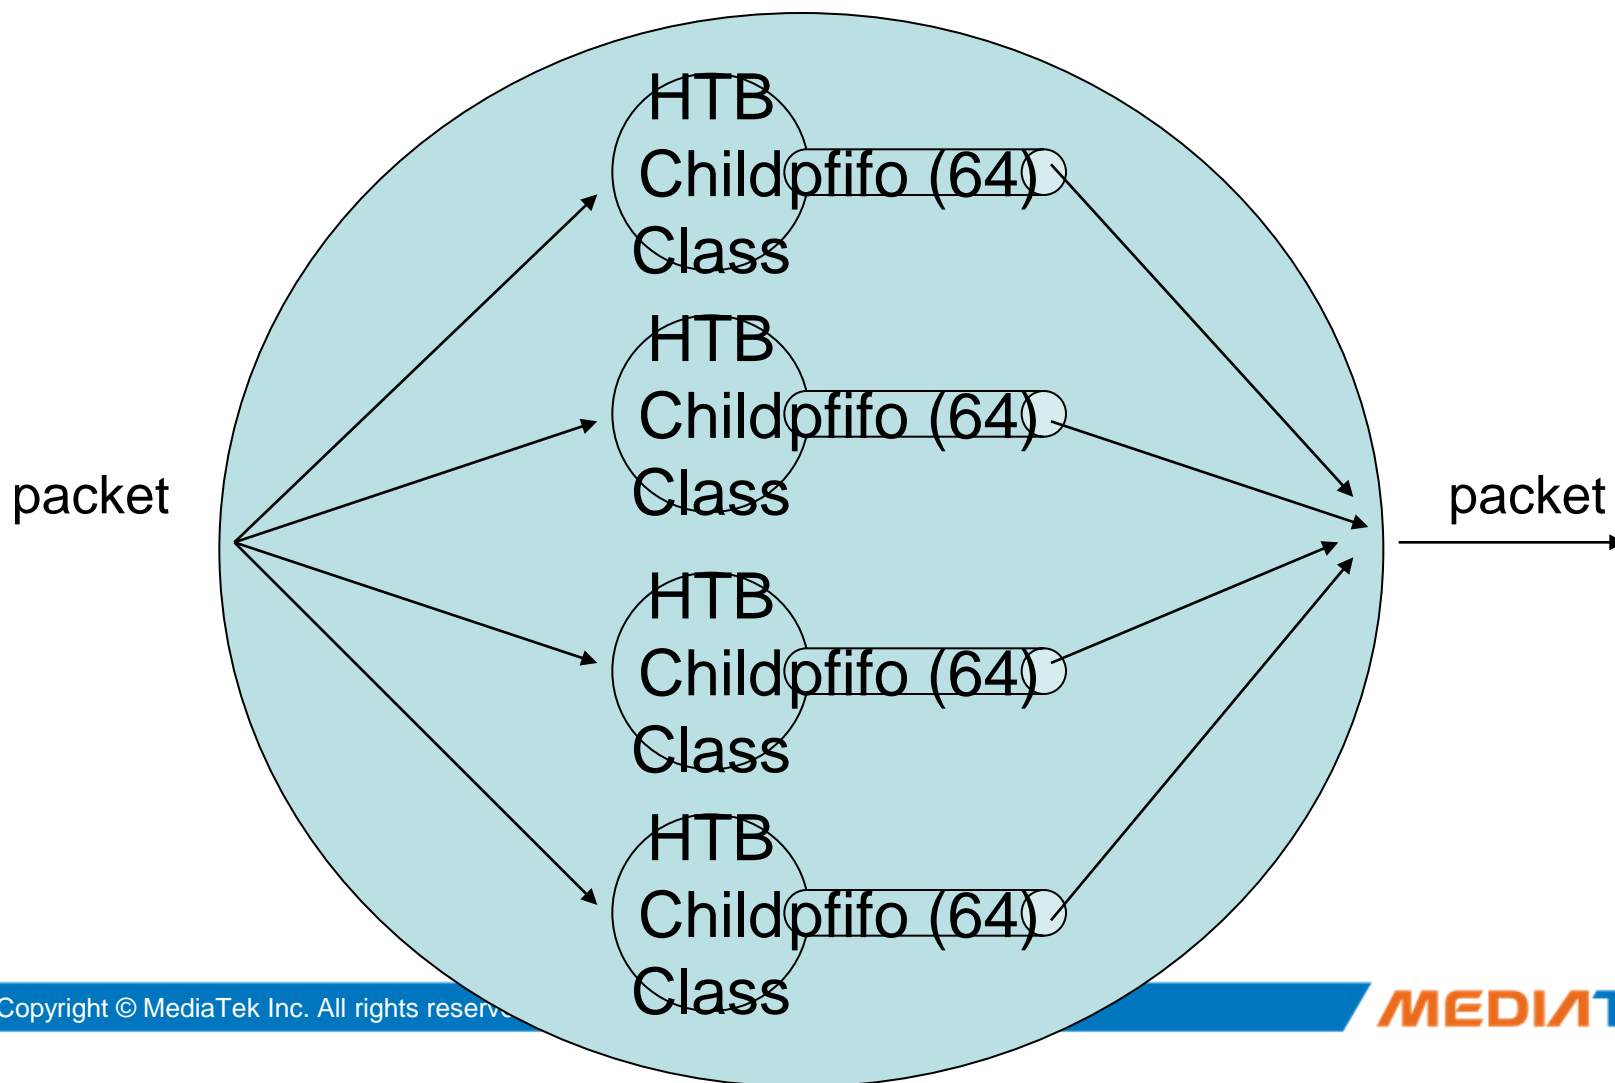 HTB
Child
Class
pfifo (64)
HTB
Child
Class
pfifo (64)
packet
packet
HTB
Child
Class
pfifo (64)
HTB
Child
Class
pfifo (64)
Copyright © MediaTek Inc. All rights reserve
MEDIAT